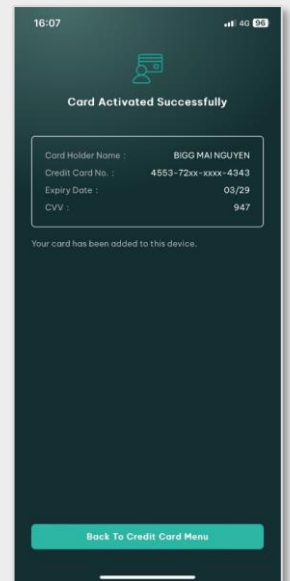 16:07 4G 96
Card Activated Successfully
Card Holder Name : BIGG MAI NGUYEN
Credit Card No. : 4553-72xx-xxxx-4343
Expiry Date : 03/29
CVV : 947
Your card has been added to this device.
Back To Credit Card Menu